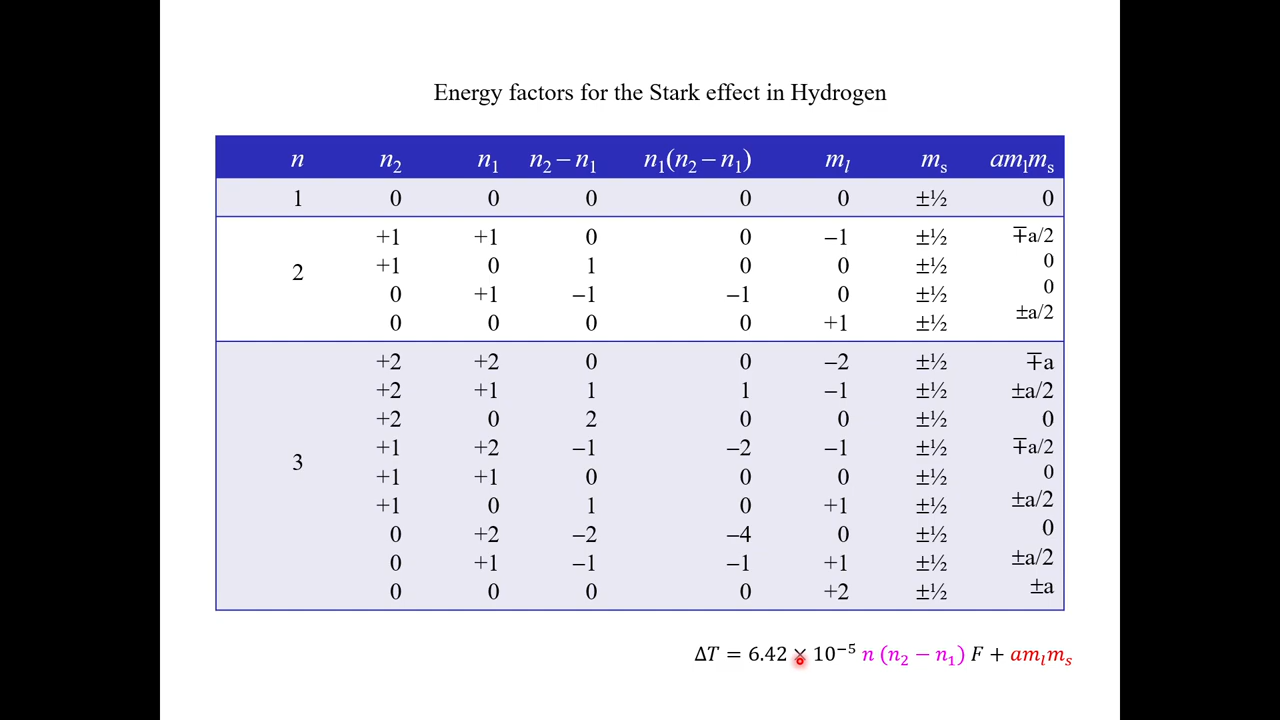 Energy factors for the Stark effect in Hydrogen
n n₂ n₁ n₂ – n₁ n₁(n₂ – n₁) mₗ mₛ amₗmₛ
1 0 0 0 0 0 ±½ 0
+1 +1 0 0 –1 ±½ ∓a/2
2 +1 0 1 0 0 ±½ 0
0 +1 –1 –1 0 ±½ 0
0 0 0 0 +1 ±½ ±a/2
+2 +2 0 0 –2 ±½ ∓a
+2 +1 1 1 –1 ±½ ±a/2
+2 0 2 0 0 ±½ 0
+1 +2 –1 –2 –1 ±½ ∓a/2
3 +1 +1 0 0 0 ±½ 0
+1 0 1 0 +1 ±½ ±a/2
0 +2 –2 –4 0 ±½ 0
0 +1 –1 –1 +1 ±½ ±a/2
0 0 0 0 +2 ±½ ±a
ΔT = 6.42 × 10⁻⁵ n (n₂ − n₁) F + amₗmₛ